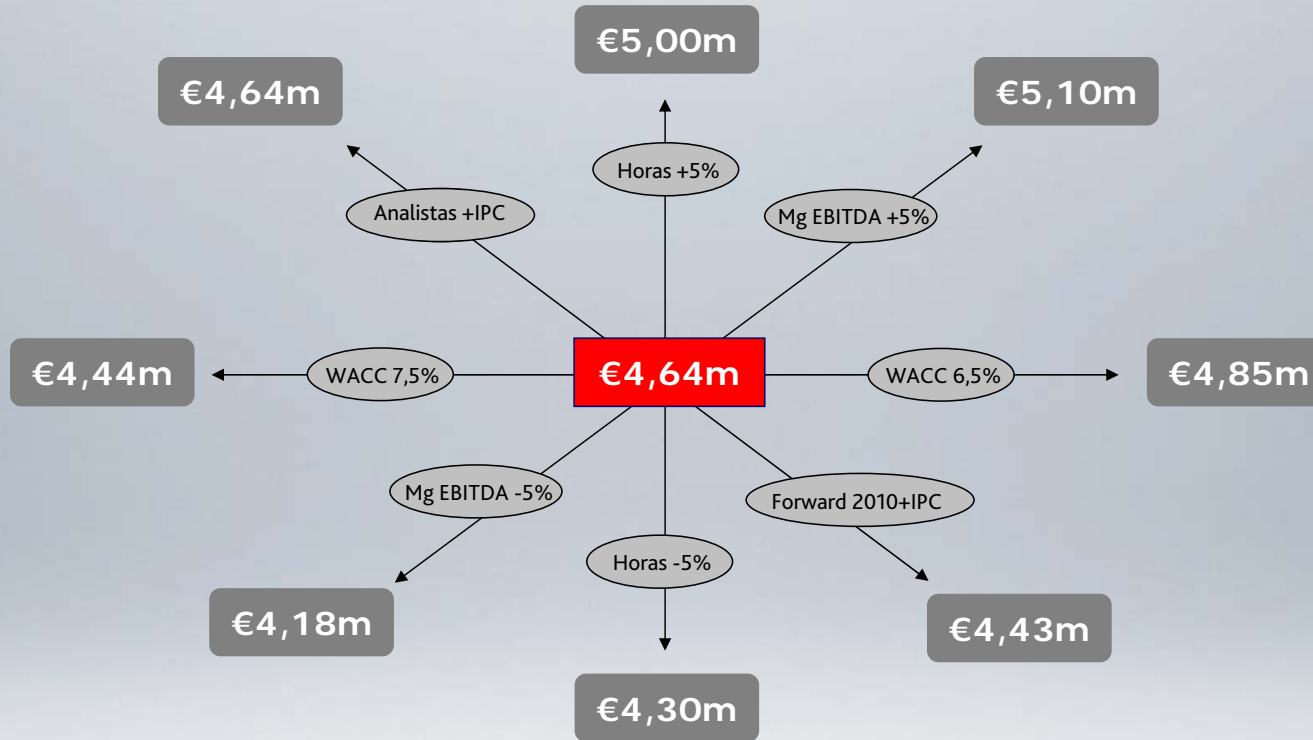 €5,00m
€4,64m
€5,10m
Horas +5%
Analistas +IPC
Mg EBITDA +5%
€4,44m
WACC 7,5%
€4,64m
WACC 6,5%
€4,85m
Mg EBITDA -5%
Forward 2010+IPC
Horas -5%
€4,18m
€4,43m
€4,30m